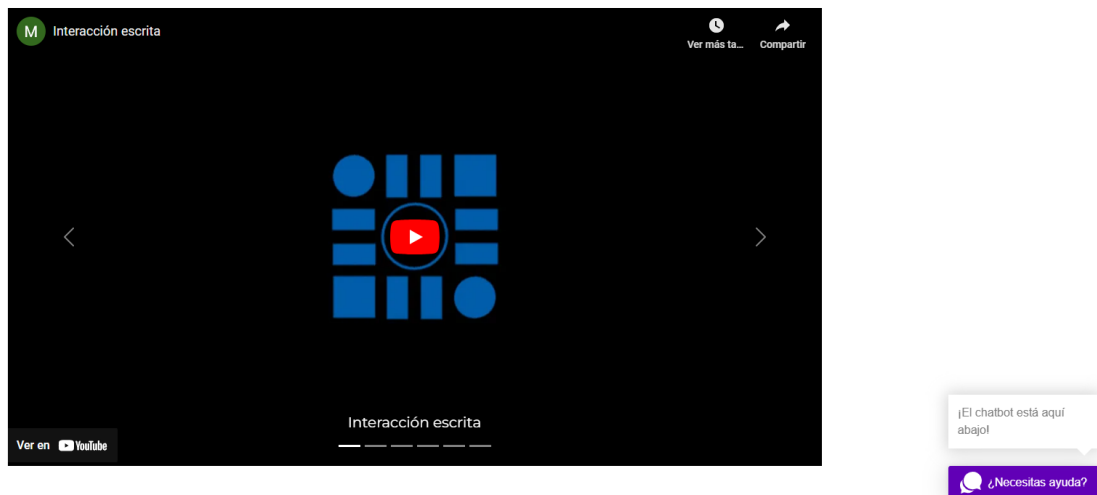 M
Interacción escrita
Ver más ta...
Compartir
Interacción escrita
Ver en YouTube
¡El chatbot está aquí
abajo!
¿Necesitas ayuda?